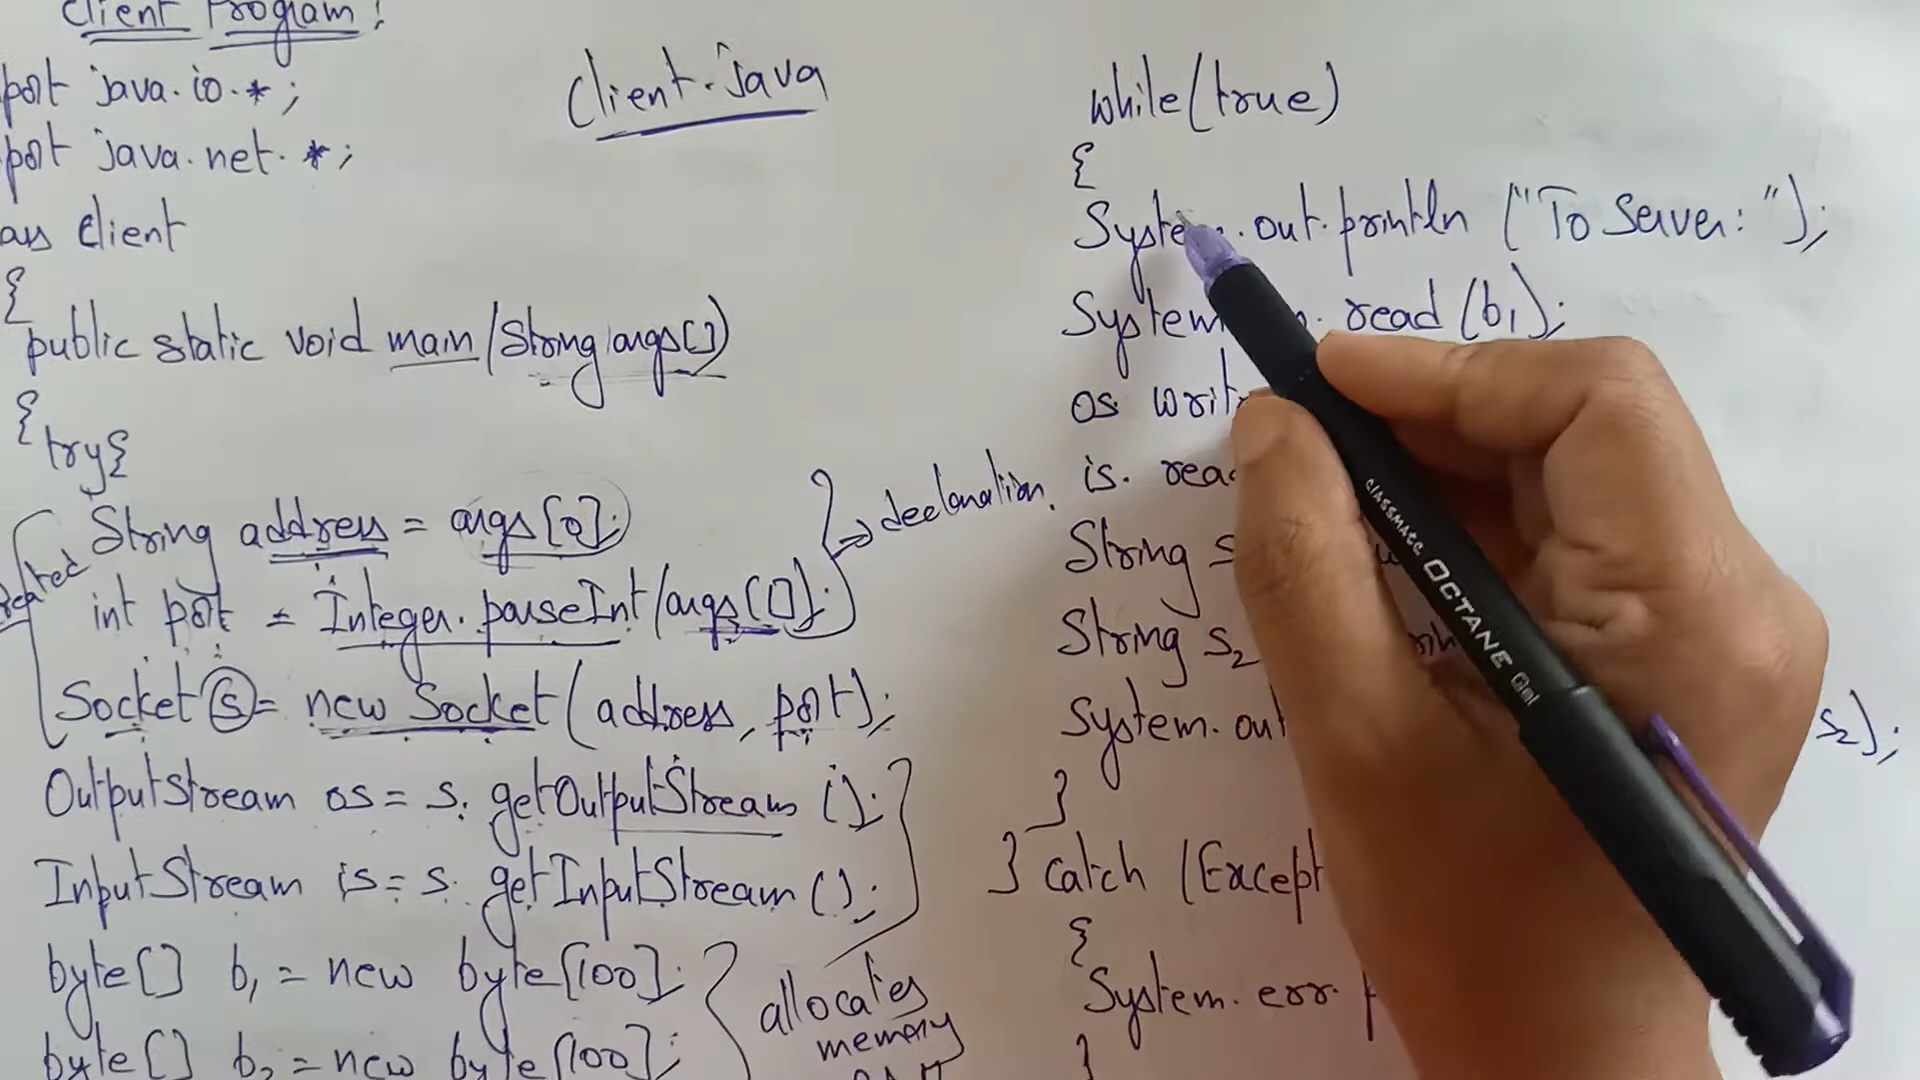 Client Program:
port java.io.*;
port java.net.*;
ass Client
{
public static void main(String args[])
{
try{
String address = args[0];
int port = Integer.parseInt(args[1]);
Socket s = new Socket(address, port);
OutputStream os = s.getOutputStream();
InputStream is = s.getInputStream();
byte[] b1 = new byte[100];
byte[] b2 = new byte[100];
Client.java
declaration.
allocates
memory
while(true)
{
System.out.println("To Server:");
System. read(b1);
os writ
is. rea
String s
String s2
System.out s2);
}
} catch (Except
{
System.err.
}
CLASSMATE OCTANE Gel